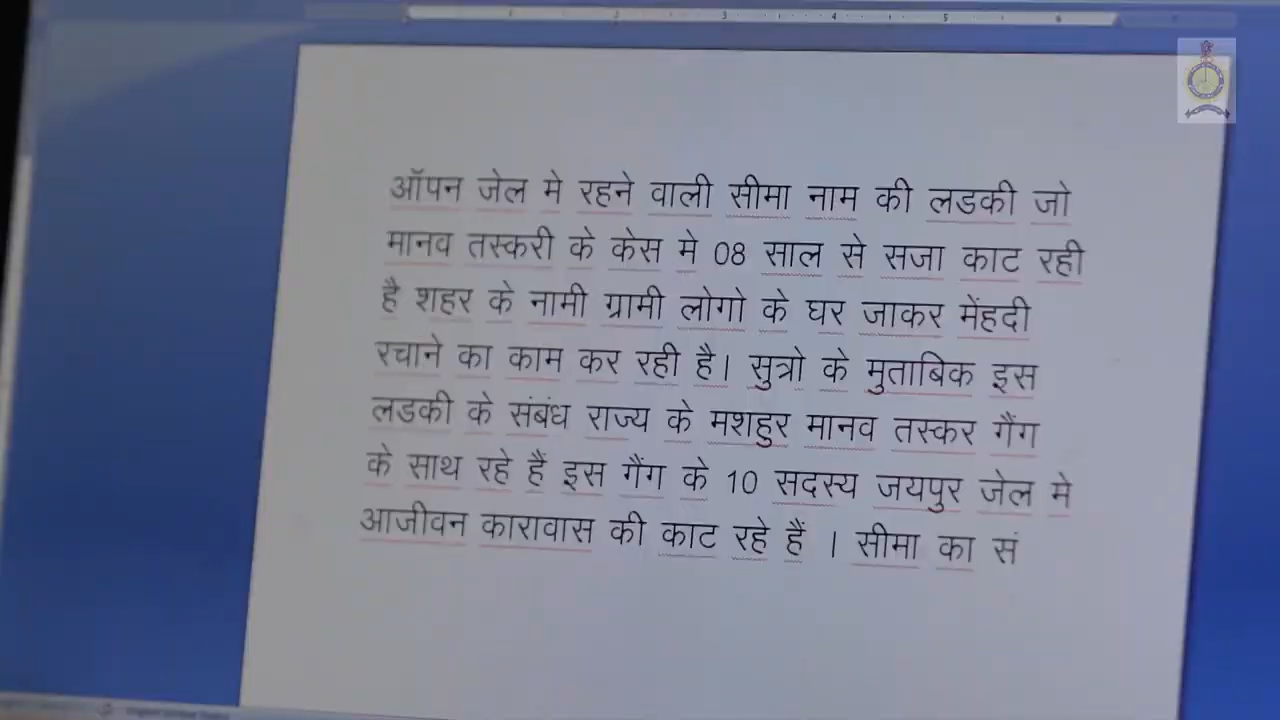 ऑपन जेल मे रहने वाली सीमा नाम की लडकी जो
मानव तस्करी के केस मे 08 साल से सजा काट रही
है शहर के नामी ग्रामी लोगो के घर जाकर मेंहदी
रचाने का काम कर रही है। सुत्रो के मुताबिक इस
लडकी के संबंध राज्य के मशहुर मानव तस्कर गैंग
के साथ रहे हैं इस गैंग के 10 सदस्य जयपुर जेल मे
आजीवन कारावास की काट रहे हैं । सीमा का सं